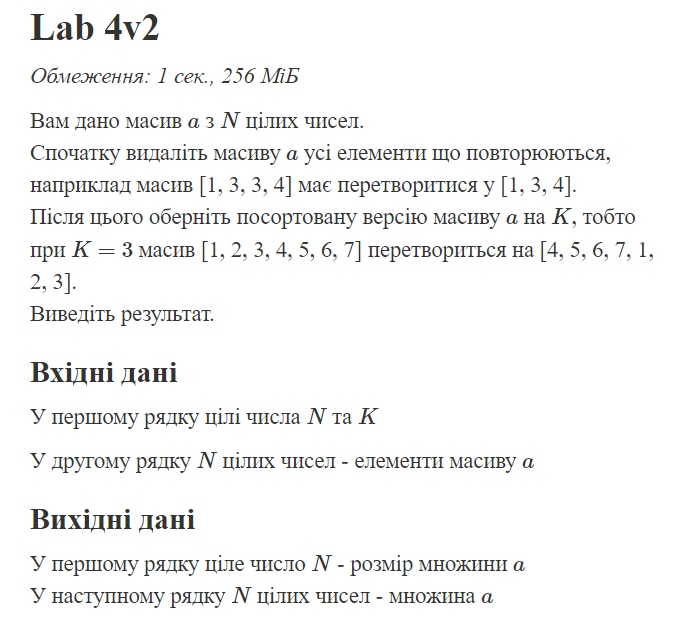 Lab 4v2
Обмеження: 1 сек., 256 МіБ
Вам дано масив a з N цілих чисел.
Спочатку видаліть масиву a усі елементи що повторюються,
наприклад масив [1, 3, 3, 4] має перетворитися у [1, 3, 4].
Після цього оберніть посортовану версію масиву a на K, тобто
при K = 3 масив [1, 2, 3, 4, 5, 6, 7] перетвориться на [4, 5, 6, 7, 1,
2, 3].
Виведіть результат.
Вхідні дані
У першому рядку цілі числа N та K
У другому рядку N цілих чисел - елементи масиву a
Вихідні дані
У першому рядку ціле число N - розмір множини a
У наступному рядку N цілих чисел - множина a